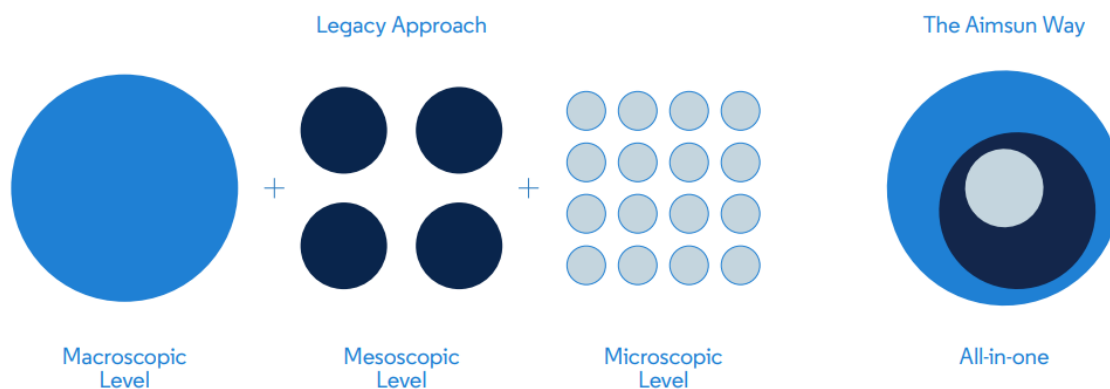 Legacy Approach
The Aimsun Way
+
+
Macroscopic
Level
Mesoscopic
Level
Microscopic
Level
All-in-one